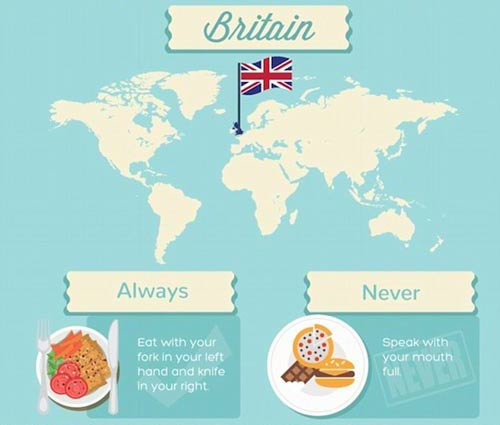 Britain
Always
Eat with your
fork in your left
hand and knife
in your right.
Never
Speak with
your mouth
full.
NEVER